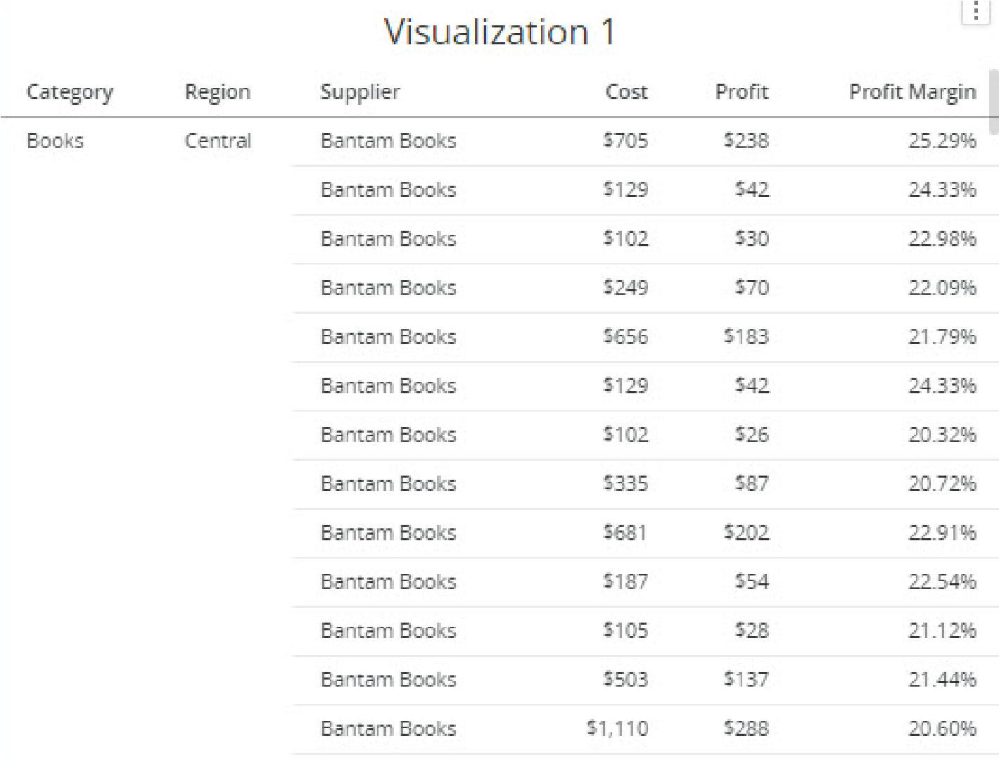 Visualization 1
Category Region Supplier Cost Profit Profit Margin
Books Central Bantam Books $705 $238 25.29%
Bantam Books $129 $42 24.33%
Bantam Books $102 $30 22.98%
Bantam Books $249 $70 22.09%
Bantam Books $656 $183 21.79%
Bantam Books $129 $42 24.33%
Bantam Books $102 $26 20.32%
Bantam Books $335 $87 20.72%
Bantam Books $681 $202 22.91%
Bantam Books $187 $54 22.54%
Bantam Books $105 $28 21.12%
Bantam Books $503 $137 21.44%
Bantam Books $1,110 $288 20.60%